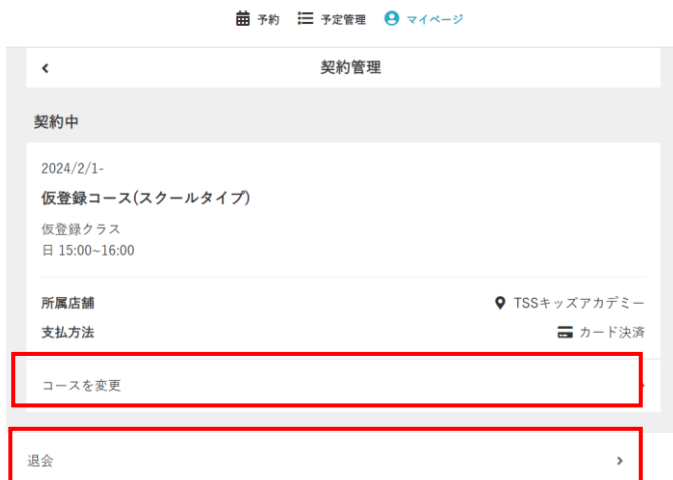 予約 予定管理 マイページ
契約管理
契約中
2024/2/1-
仮登録コース(スクールタイプ)
仮登録クラス
日 15:00~16:00
所属店舗 TSSキッズアカデミー
支払方法 カード決済
コースを変更
退会